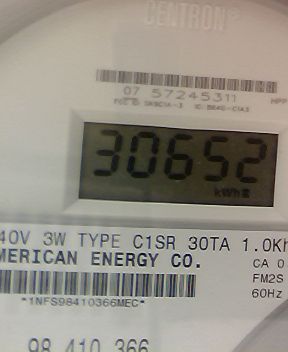 CENTRON®
07 57245311
HPP
30652
kWh
40V 3W TYPE C1SR 30TA 1.0Kh
MERICAN ENERGY CO.
CA 0
FM2S
60Hz
*1NFS98410366MEC*
98 410 366